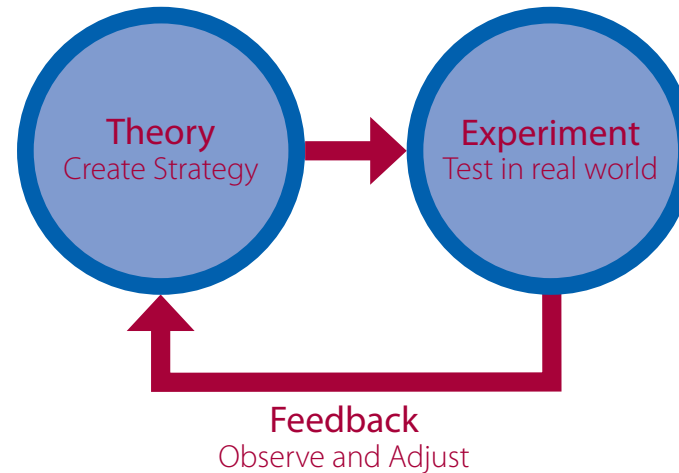 Theory
Create Strategy
Experiment
Test in real world
Feedback
Observe and Adjust